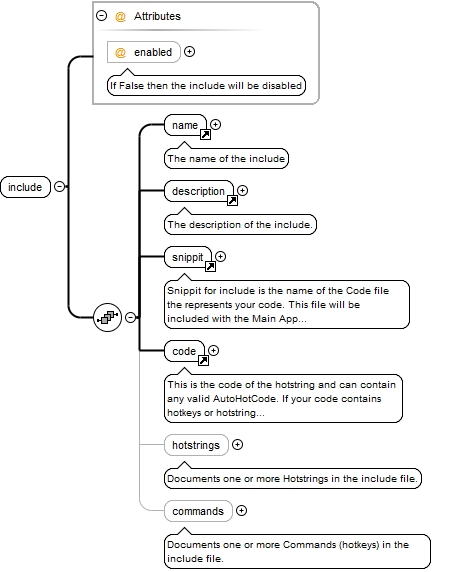 @ Attributes
@ enabled
If False then the include will be disabled
include
name
The name of the include
description
The description of the include.
snippit
Snippit for include is the name of the Code file
the represents your code. This file will be
included with the Main App...
code
This is the code of the hotstring and can contain
any valid AutoHotCode. If your code contains
hotkeys or hotstring...
hotstrings
Documents one or more Hotstrings in the include file.
commands
Documents one or more Commands (hotkeys) in the
include file.